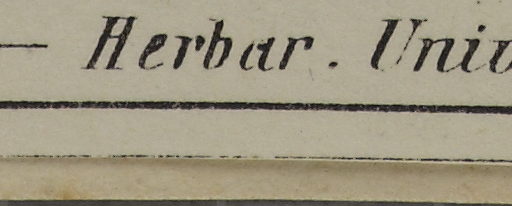 — Herbar. Univ